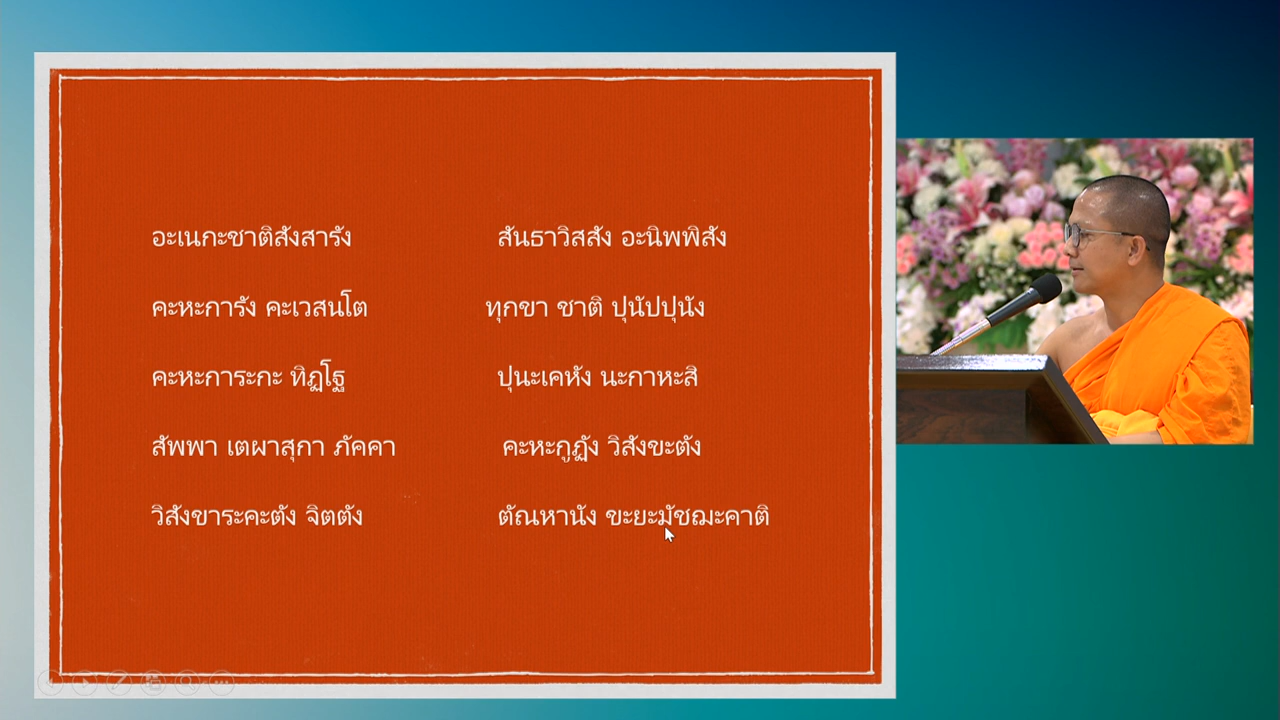 อะเนกะชาติสังสารัง สันธาวิสสัง อะนิพพิสัง
คะหะการัง คะเวสนโต ทุกขา ชาติ ปุนัปปุนัง
คะหะการะกะ ทิฏโฐ ปุนะเคหัง นะกาหะสิ
สัพพา เตผาสุกา ภัคคา คะหะกูฏัง วิสังขะตัง
วิสังขาระคะตัง จิตตัง ตัณหานัง ขะยะมัชฌะคาติ